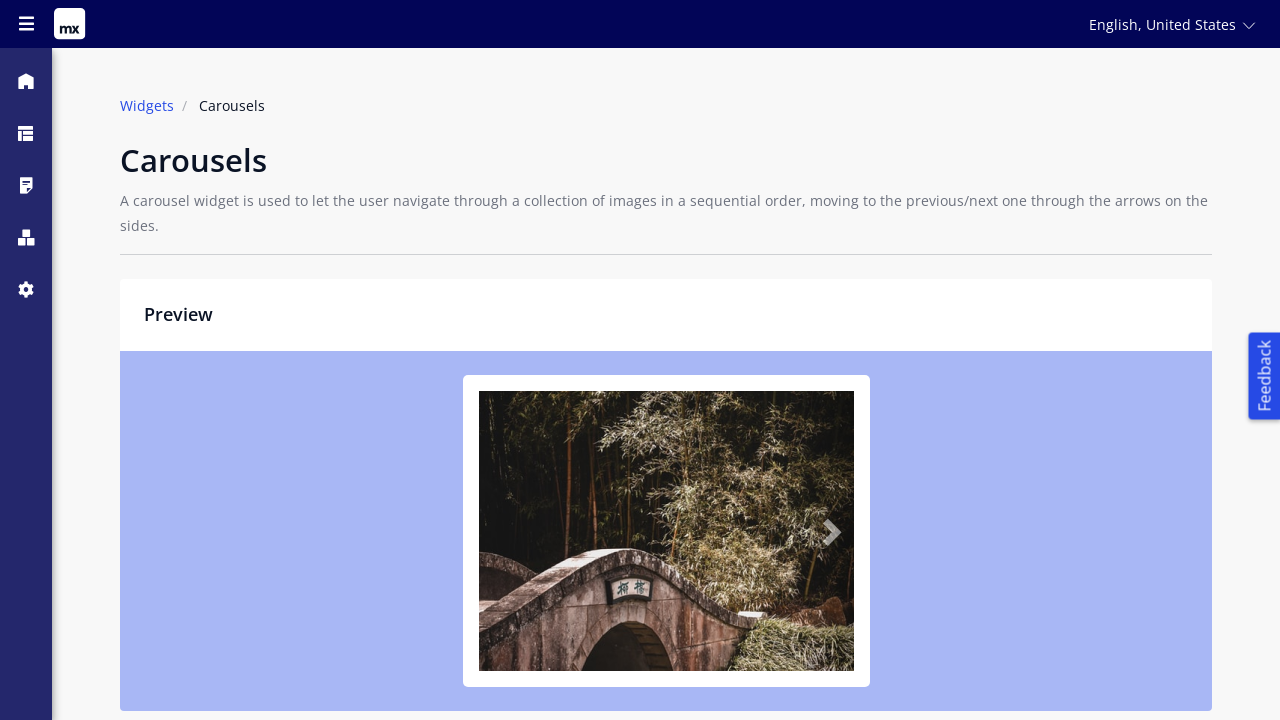 mx
English, United States
Widgets / Carousels
Carousels
A carousel widget is used to let the user navigate through a collection of images in a sequential order, moving to the previous/next one through the arrows on the
sides.
Preview
Feedback